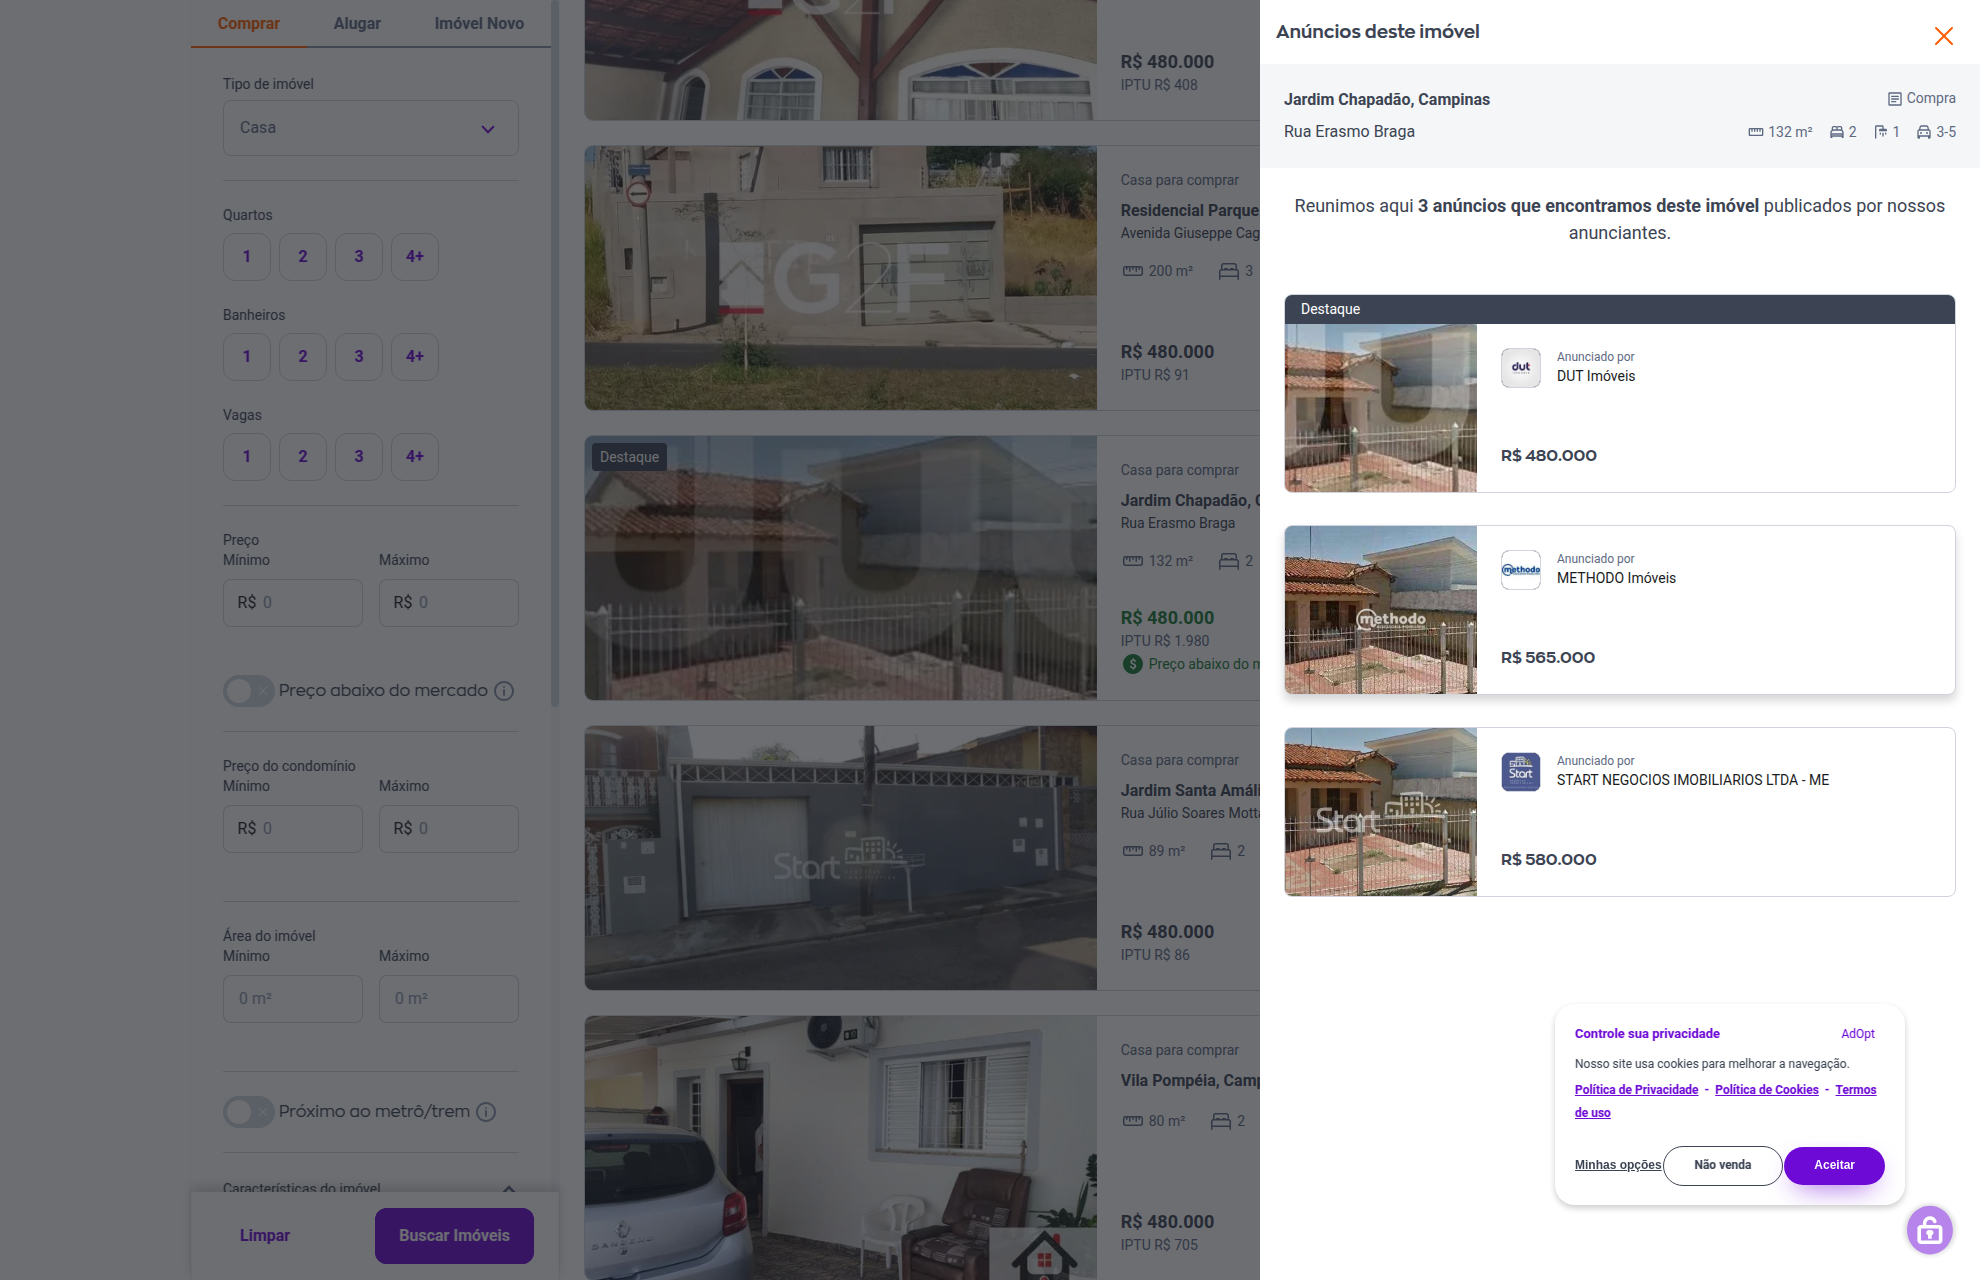 Comprar
Alugar
Imóvel Novo
Tipo de imóvel
Casa
Quartos
1
2
3
4+
Banheiros
1
2
3
4+
Vagas
1
2
3
4+
Preço
Mínimo
Máximo
R$ 0
R$ 0
Preço abaixo do mercado
Preço do condomínio
Mínimo
Máximo
R$ 0
R$ 0
Área do imóvel
Mínimo
Máximo
0 m²
0 m²
Próximo ao metrô/trem
Características do imóvel
Limpar
Buscar Imóveis
R$ 480.000
IPTU R$ 408
G2F
Casa para comprar
Residencial Parque
Avenida Giuseppe Cag
200 m²
3
R$ 480.000
IPTU R$ 91
Destaque
Casa para comprar
Jardim Chapadão, C
Rua Erasmo Braga
132 m²
2
R$ 480.000
IPTU R$ 1.980
Preço abaixo do m
Start
Casa para comprar
Jardim Santa Amáli
Rua Júlio Soares Motta
89 m²
2
R$ 480.000
IPTU R$ 86
Casa para comprar
Vila Pompéia, Camp
80 m²
2
R$ 480.000
IPTU R$ 705
Anúncios deste imóvel
Jardim Chapadão, Campinas
Compra
Rua Erasmo Braga
132 m²
2
1
3-5
Reunimos aqui 3 anúncios que encontramos deste imóvel publicados por nossos
anunciantes.
Destaque
dut
Anunciado por
DUT Imóveis
R$ 480.000
methodo
methodo
Anunciado por
METHODO Imóveis
R$ 565.000
Start
Start
Anunciado por
START NEGOCIOS IMOBILIARIOS LTDA - ME
R$ 580.000
Controle sua privacidade
AdOpt
Nosso site usa cookies para melhorar a navegação.
Política de Privacidade - Política de Cookies - Termos
de uso
Minhas opções
Não venda
Aceitar